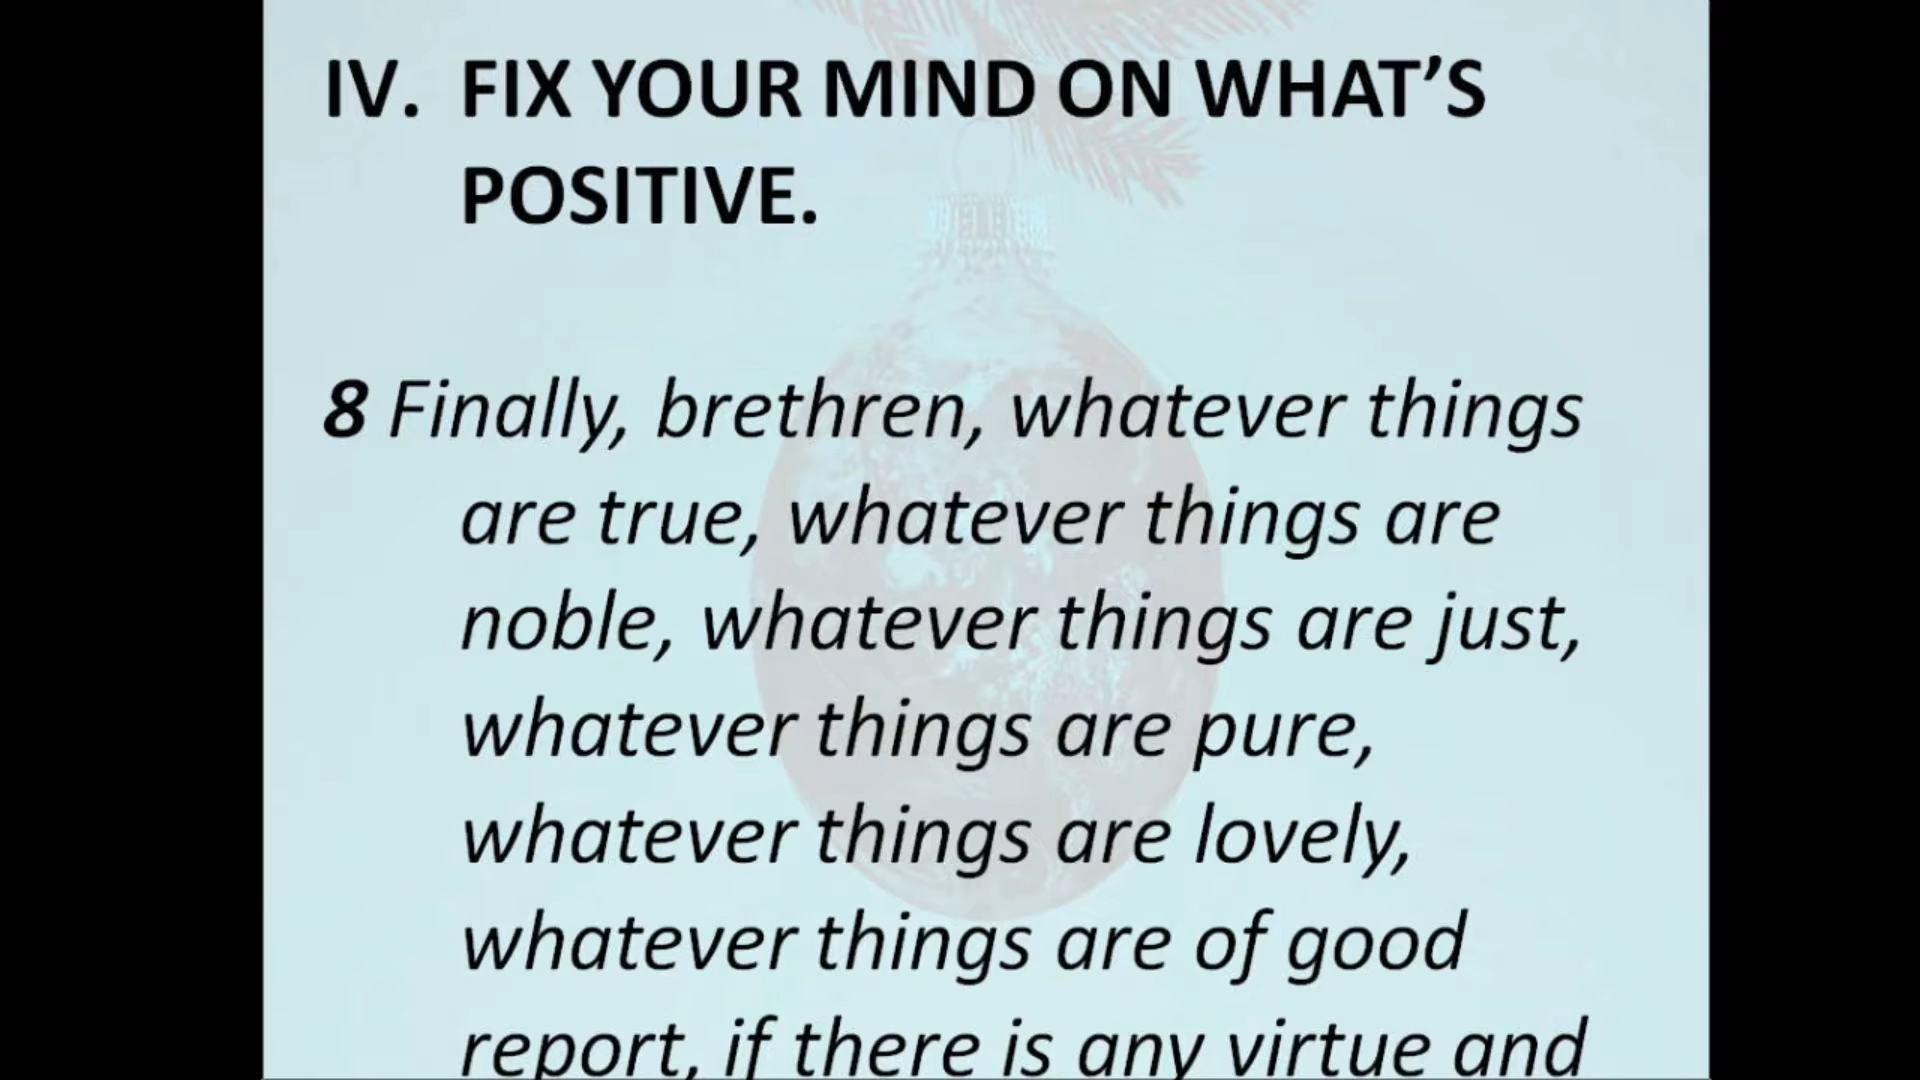 IV. FIX YOUR MIND ON WHAT’S
POSITIVE.
8 Finally, brethren, whatever things
are true, whatever things are
noble, whatever things are just,
whatever things are pure,
whatever things are lovely,
whatever things are of good
report, if there is any virtue and